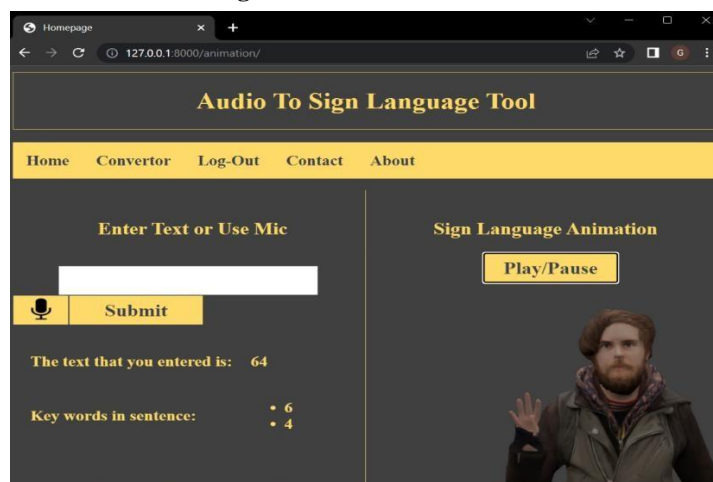 Homepage
127.0.0.1:8000/animation/
G
Audio To Sign Language Tool
Home Convertor Log-Out Contact About
Enter Text or Use Mic
Submit
The text that you entered is: 64
Key words in sentence:
• 6
• 4
Sign Language Animation
Play/Pause